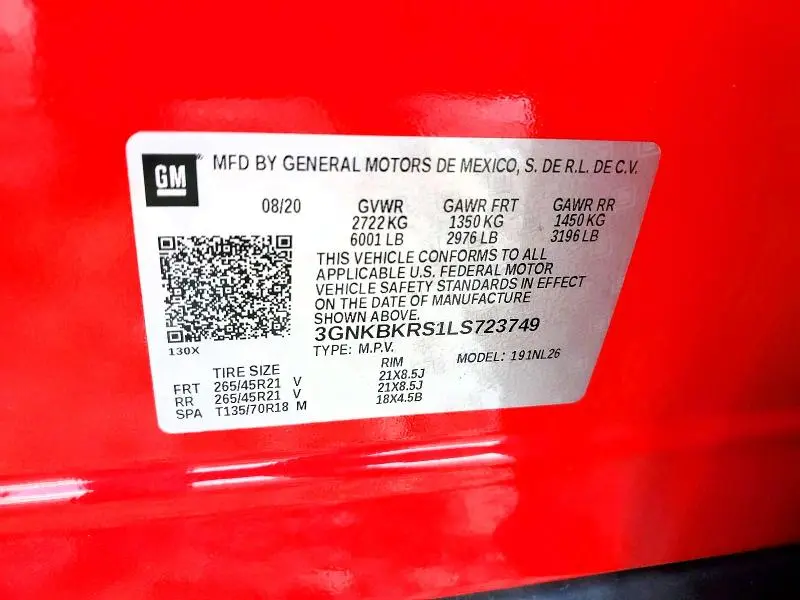 GM
MFD BY GENERAL MOTORS DE MEXICO, S. DE R.L. DE C.V.
08/20 GVWR GAWR FRT GAWR RR
2722 KG 1350 KG 1450 KG
6001 LB 2976 LB 3196 LB
THIS VEHICLE CONFORMS TO ALL
APPLICABLE U.S. FEDERAL MOTOR
VEHICLE SAFETY STANDARDS IN EFFECT
ON THE DATE OF MANUFACTURE
SHOWN ABOVE.
3GNKBKRS1LS723749
130X
TYPE: M.P.V. MODEL: 191NL26
TIRE SIZE RIM
FRT 265/45R21 V 21X8.5J
RR 265/45R21 V 21X8.5J
SPA T135/70R18 M 18X4.5B